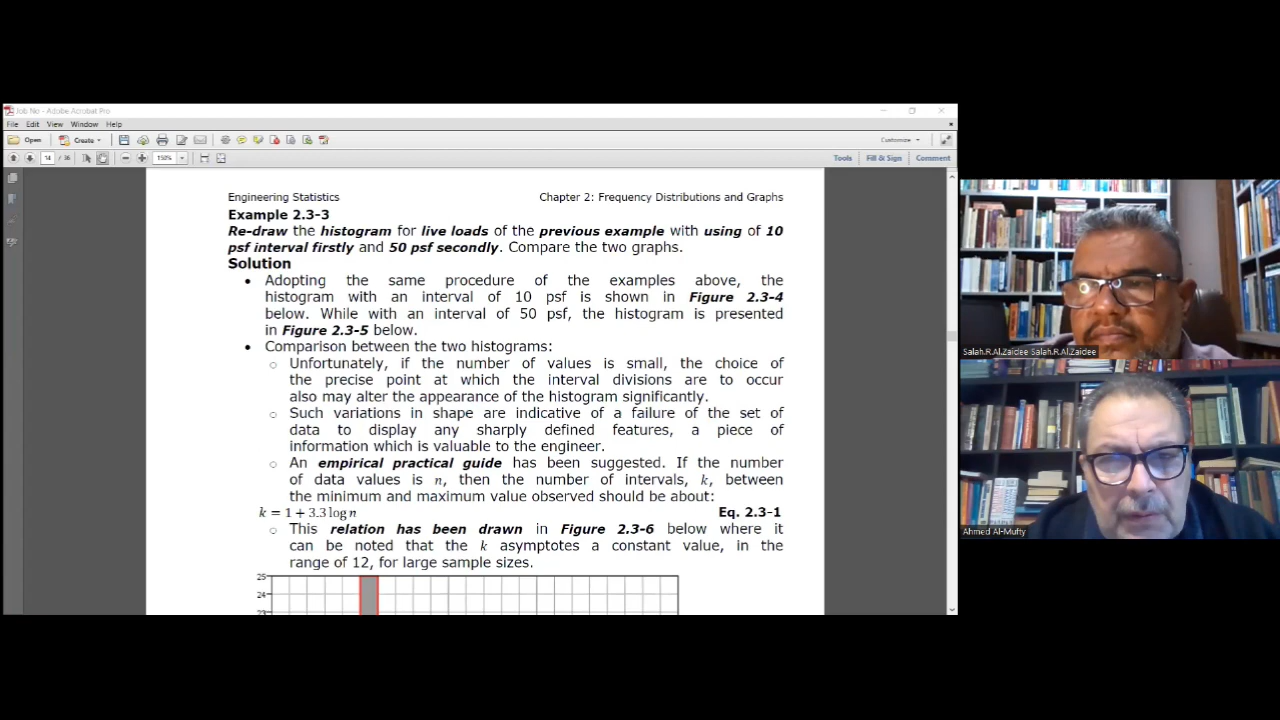 Job No - Adobe Acrobat Pro
File Edit View Window Help
Open Create Customize
14 / 36 150% Tools Fill & Sign Comment
Engineering Statistics Chapter 2: Frequency Distributions and Graphs
Example 2.3-3
Re-draw the histogram for live loads of the previous example with using of 10
psf interval firstly and 50 psf secondly. Compare the two graphs.
Solution
• Adopting the same procedure of the examples above, the
histogram with an interval of 10 psf is shown in Figure 2.3-4
below. While with an interval of 50 psf, the histogram is presented
in Figure 2.3-5 below.
• Comparison between the two histograms:
○ Unfortunately, if the number of values is small, the choice of
the precise point at which the interval divisions are to occur
also may alter the appearance of the histogram significantly.
○ Such variations in shape are indicative of a failure of the set of
data to display any sharply defined features, a piece of
information which is valuable to the engineer.
○ An empirical practical guide has been suggested. If the number
of data values is n, then the number of intervals, k, between
the minimum and maximum value observed should be about:
k = 1 + 3.3 log n Eq. 2.3-1
○ This relation has been drawn in Figure 2.3-6 below where it
can be noted that the k asymptotes a constant value, in the
range of 12, for large sample sizes.
25
24
23
Salah.R.Al.Zaidee Salah.R.Al.Zaidee
Ahmed Al-Mufty